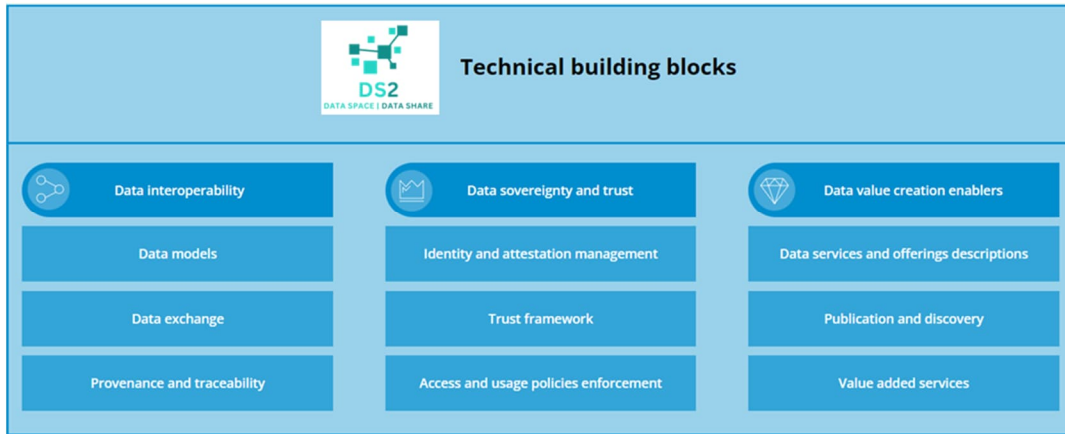 DS2
DATA SPACE | DATA SHARE
Technical building blocks
Data interoperability
Data models
Data exchange
Provenance and traceability
Data sovereignty and trust
Identity and attestation management
Trust framework
Access and usage policies enforcement
Data value creation enablers
Data services and offerings descriptions
Publication and discovery
Value added services